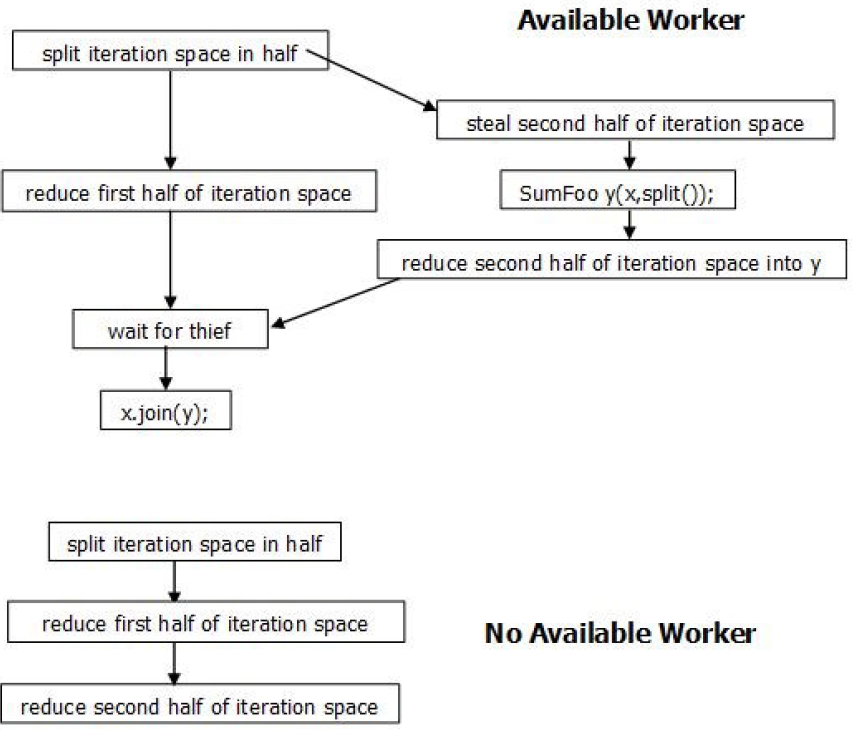 Available Worker
split iteration space in half
steal second half of iteration space
reduce first half of iteration space
SumFoo y(x,split());
reduce second half of iteration space into y
wait for thief
x.join(y);
split iteration space in half
reduce first half of iteration space
No Available Worker
reduce second half of iteration space